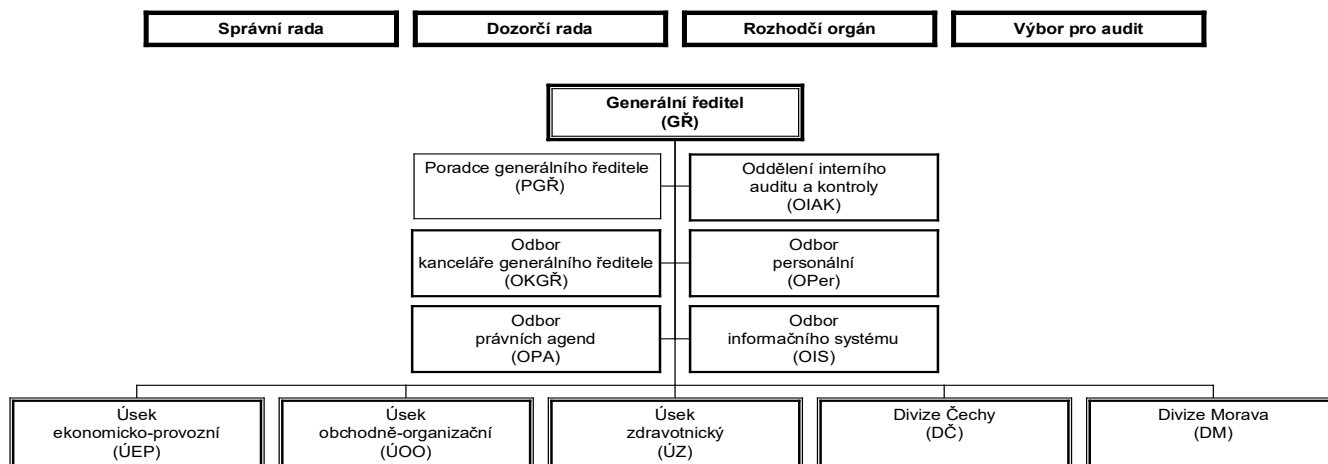 Správní rada
Dozorčí rada
Rozhodčí orgán
Výbor pro audit
Generální ředitel
(GŘ)
Poradce generálního ředitele
(PGŘ)
Oddělení interního
auditu a kontroly
(OIAK)
Odbor
kanceláře generálního ředitele
(OKGŘ)
Odbor
personální
(OPer)
Odbor
právních agend
(OPA)
Odbor
informačního systému
(OIS)
Úsek
ekonomicko-provozní
(ÚEP)
Úsek
obchodně-organizační
(ÚOO)
Úsek
zdravotnický
(ÚZ)
Divize Čechy
(DČ)
Divize Morava
(DM)